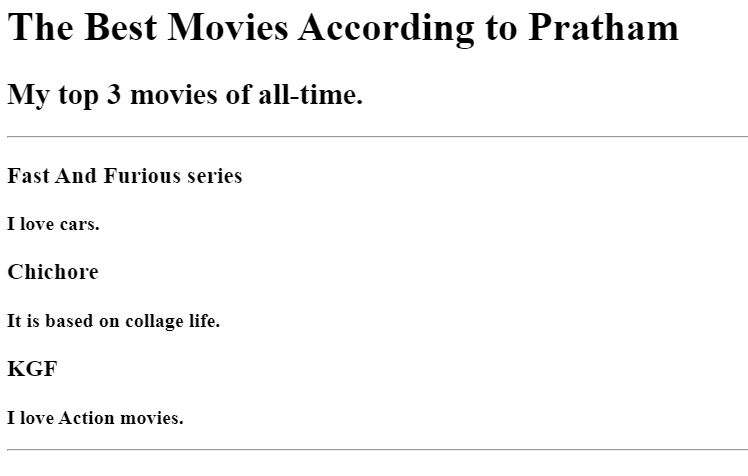 The Best Movies According to Pratham
My top 3 movies of all-time.
Fast And Furious series
I love cars.
Chichore
It is based on collage life.
KGF
I love Action movies.